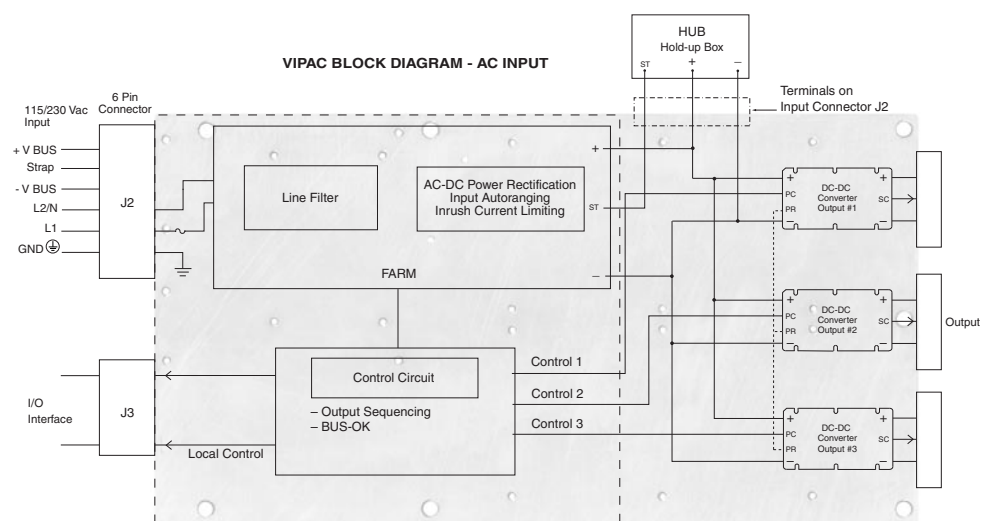 VIPAC BLOCK DIAGRAM - AC INPUT
HUB
Hold-up Box
ST
+
–
Terminals on
Input Connector J2
6 Pin
Connector
115/230 Vac
Input
+ V BUS
Strap
- V BUS
L2/N
L1
GND
J2
Line Filter
AC-DC Power Rectification
Input Autoranging
Inrush Current Limiting
+
ST
–
FARM
+
PC
PR
–
DC-DC
Converter
Output #1
+
SC
–
+
PC
PR
–
DC-DC
Converter
Output #2
+
SC
–
Output
I/O
Interface
J3
Local Control
Control Circuit
– Output Sequencing
– BUS-OK
Control 1
Control 2
Control 3
+
PC
PR
–
DC-DC
Converter
Output #3
+
SC
–